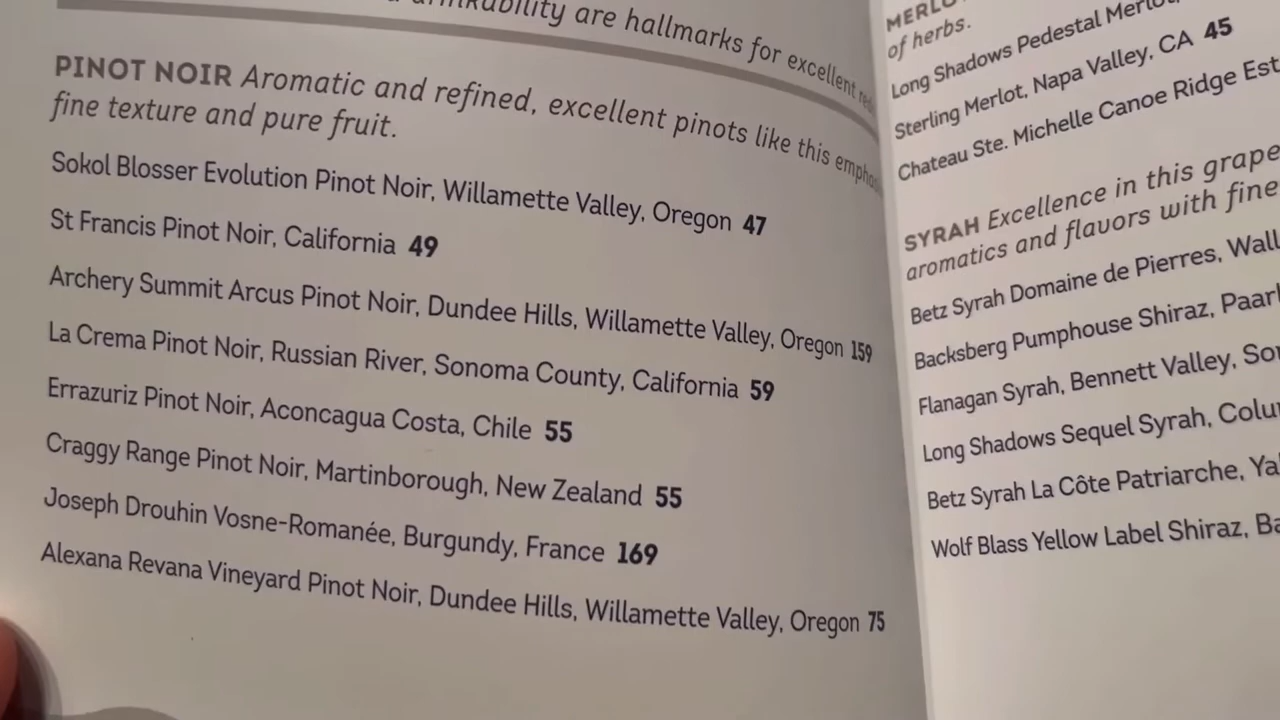 drinkability are hallmarks for excellent
PINOT NOIR Aromatic and refined, excellent pinots like this
fine texture and pure fruit.
Sokol Blosser Evolution Pinot Noir, Willamette Valley, Oregon 47
St Francis Pinot Noir, California 49
Archery Summit Arcus Pinot Noir, Dundee Hills, Willamette Valley, Oregon 159
La Crema Pinot Noir, Russian River, Sonoma County, California 59
Errazuriz Pinot Noir, Aconcagua Costa, Chile 55
Craggy Range Pinot Noir, Martinborough, New Zealand 55
Joseph Drouhin Vosne-Romanée, Burgundy, France 169
Alexana Revana Vineyard Pinot Noir, Dundee Hills, Willamette Valley, Oregon 75
MERLOT
of herbs.
Long Shadows Pedestal Merlot,
Sterling Merlot, Napa Valley, CA 45
Chateau Ste. Michelle Canoe Ridge Est
SYRAH Excellence in this grape
aromatics and flavors with fine
Betz Syrah Domaine de Pierres, Wall
Backsberg Pumphouse Shiraz, Paarl
Flanagan Syrah, Bennett Valley, So
Long Shadows Sequel Syrah, Colu
Betz Syrah La Côte Patriarche, Ya
Wolf Blass Yellow Label Shiraz, Ba